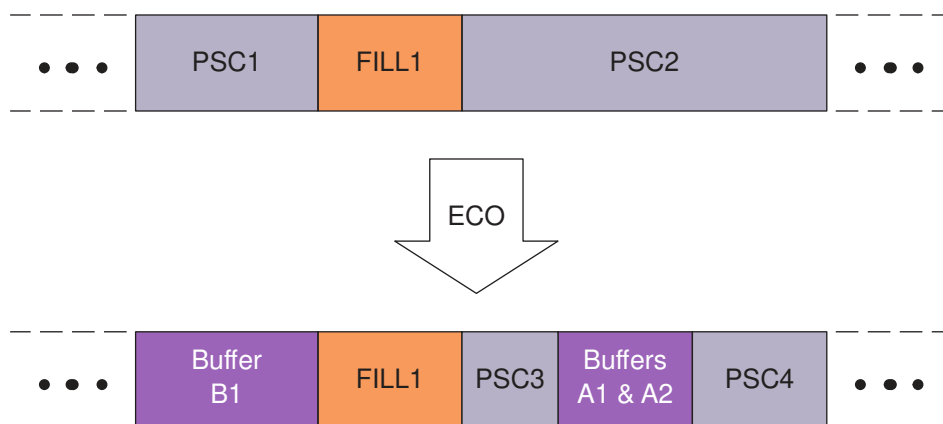 PSC1 FILL1 PSC2
ECO
Buffer B1 FILL1 PSC3 Buffers A1 & A2 PSC4